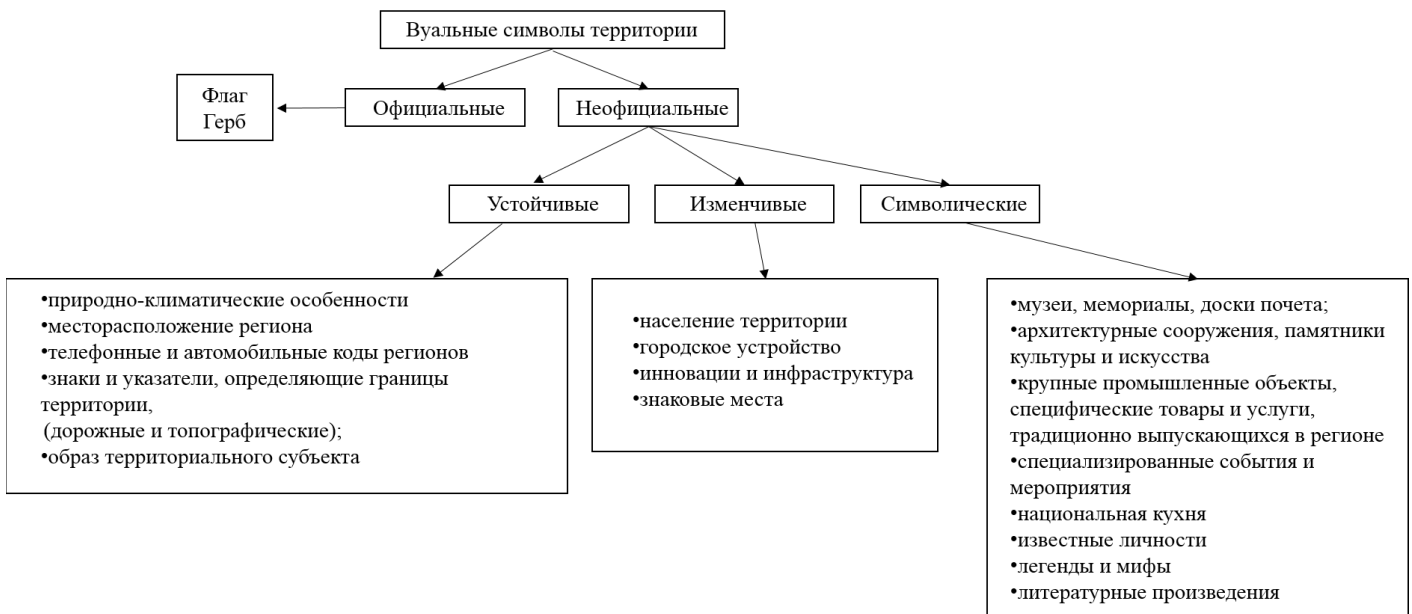 Вуальные символы территории
Флаг
Герб
Официальные
Неофициальные
Устойчивые
Изменчивые
Символические
•природно-климатические особенности
•месторасположение региона
•телефонные и автомобильные коды регионов
•знаки и указатели, определяющие границы
территории,
(дорожные и топографические);
•образ территориального субъекта
•население территории
•городское устройство
•инновации и инфраструктура
•знаковые места
•музеи, мемориалы, доски почета;
•архитектурные сооружения, памятники
культуры и искусства
•крупные промышленные объекты,
специфические товары и услуги,
традиционно выпускающихся в регионе
•специализированные события и
мероприятия
•национальная кухня
•известные личности
•легенды и мифы
•литературные произведения